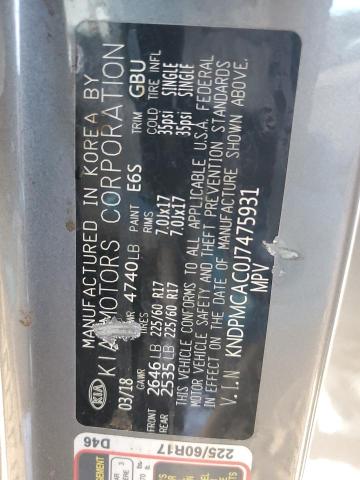 MANUFACTURED IN KOREA BY
KIA MOTORS CORPORATION
KIA
03/18 GVWR 4740LB PAINT E6S TRIM GBU
TIRES RIMS COLD TIRE INFL
FRONT 2646LB 225/60 R17 7.0Jx17 35psi SINGLE
REAR 2535LB 225/60 R17 7.0Jx17 35psi SINGLE
THIS VEHICLE CONFORMS TO ALL APPLICABLE U.S.A. FEDERAL
MOTOR VEHICLE SAFETY AND THEFT PREVENTION STANDARDS
IN EFFECT ON THE DATE OF MANUFACTURE SHOWN ABOVE.
V.I.N KNDPMCAC0J7475931
MPV
D46
225/60R17